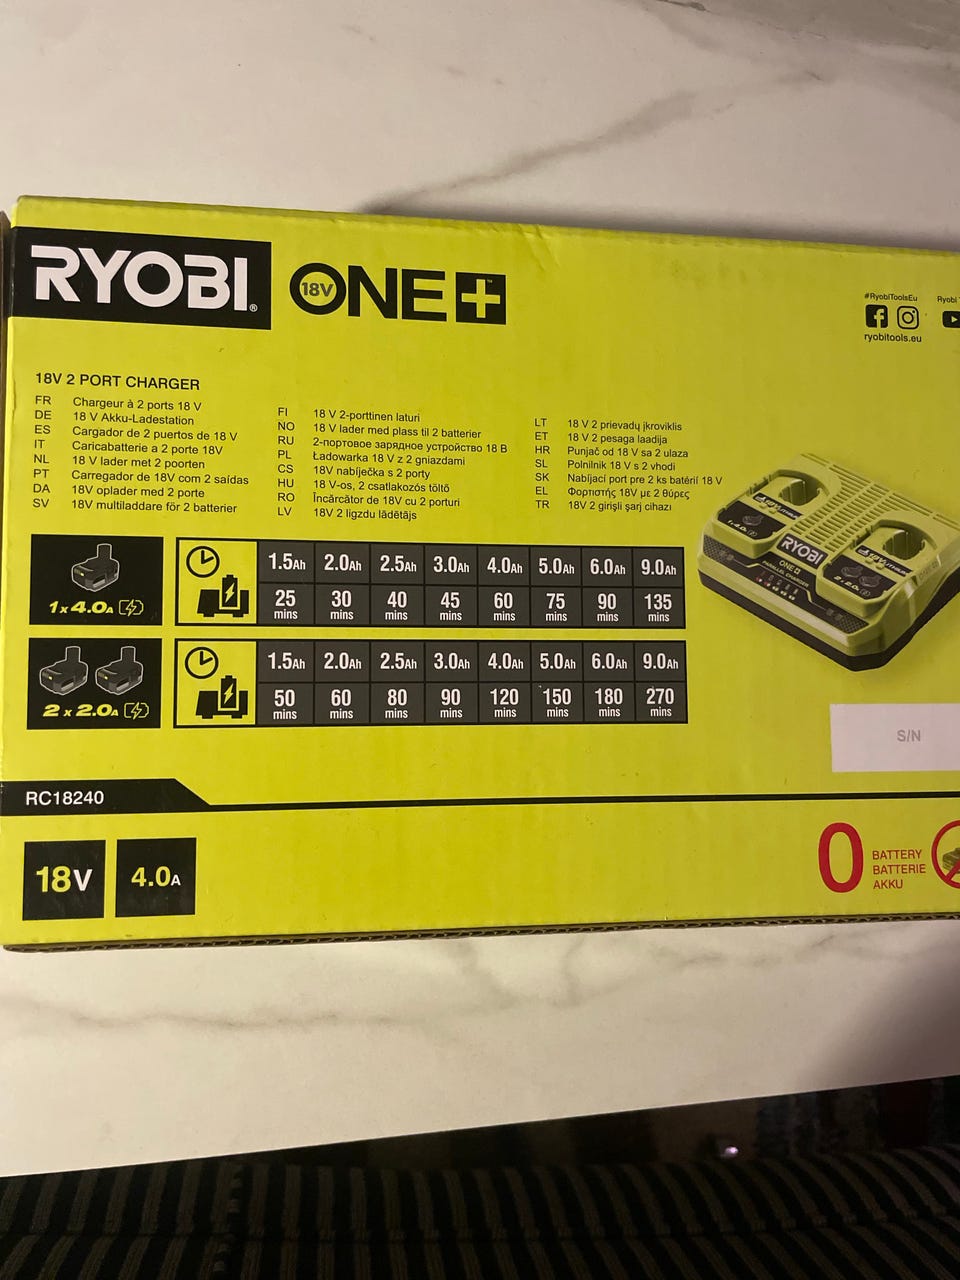 RYOBI®
18V ONE+™
#RyobiToolsEu
Ryobi
ryobitools.eu
18V 2 PORT CHARGER
FR Chargeur à 2 ports 18 V
DE 18 V Akku-Ladestation
ES Cargador de 2 puertos de 18 V
IT Caricabatterie a 2 porte 18V
NL 18 V lader met 2 poorten
PT Carregador de 18V com 2 saídas
DA 18V oplader med 2 porte
SV 18V multiladdare för 2 batterier
FI 18 V 2-porttinen laturi
NO 18 V lader med plass til 2 batterier
RU 2-портовое зарядное устройство 18 В
PL Ładowarka 18 V z 2 gniazdami
CS 18V nabíječka s 2 porty
HU 18 V-os, 2 csatlakozós töltő
RO Încărcător de 18V cu 2 porturi
LV 18V 2 ligzdu lādētājs
LT 18 V 2 prievadų įkroviklis
ET 18 V 2 pesaga laadija
HR Punjač od 18 V sa 2 ulaza
SL Polnilnik 18 V s 2 vhodi
SK Nabíjací port pre 2 ks batérií 18 V
EL Φορτιστής 18V με 2 θύρες
TR 18V 2 girişli şarj cihazı
1 x 4.0A
1.5Ah 2.0Ah 2.5Ah 3.0Ah 4.0Ah 5.0Ah 6.0Ah 9.0Ah
25 mins 30 mins 40 mins 45 mins 60 mins 75 mins 90 mins 135 mins
2 x 2.0A
1.5Ah 2.0Ah 2.5Ah 3.0Ah 4.0Ah 5.0Ah 6.0Ah 9.0Ah
50 mins 60 mins 80 mins 90 mins 120 mins 150 mins 180 mins 270 mins
RYOBI
ONE+
PARALLEL CHARGER
1x4.0A
2x2.0A
S/N
RC18240
18V
4.0A
0
BATTERY
BATTERIE
AKKU